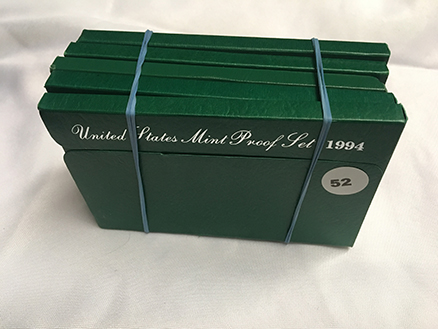 United States Mint Proof Set 1994
52